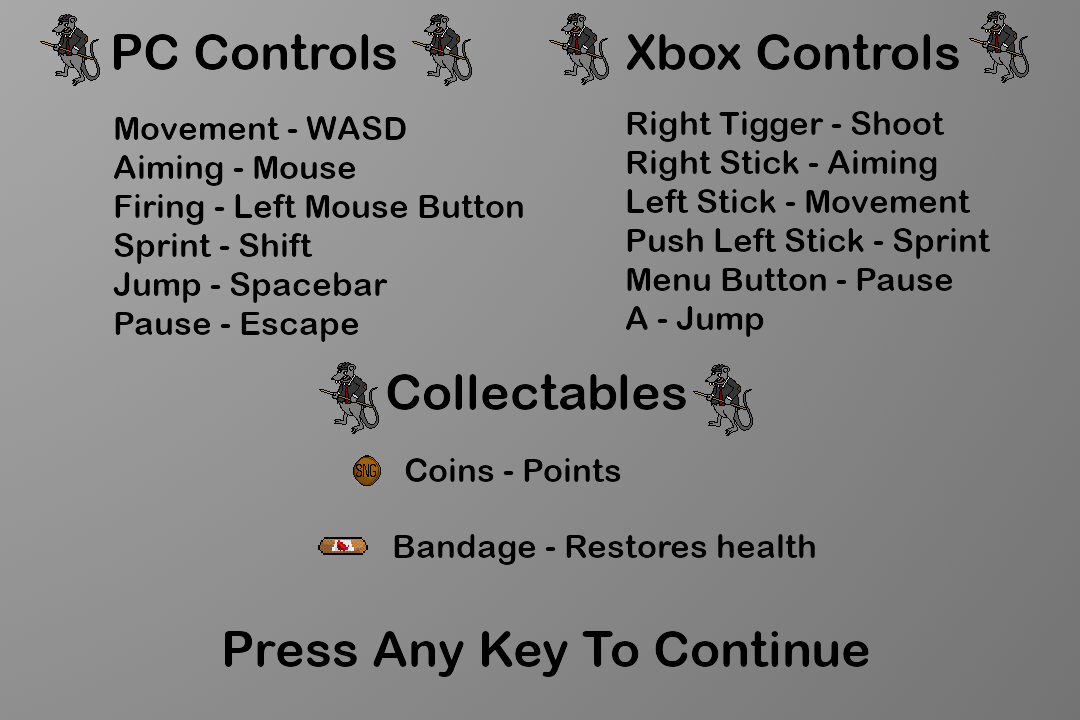 PC Controls
Movement - WASD
Aiming - Mouse
Firing - Left Mouse Button
Sprint - Shift
Jump - Spacebar
Pause - Escape
Xbox Controls
Right Tigger - Shoot
Right Stick - Aiming
Left Stick - Movement
Push Left Stick - Sprint
Menu Button - Pause
A - Jump
Collectables
SNG
Coins - Points
Bandage - Restores health
Press Any Key To Continue